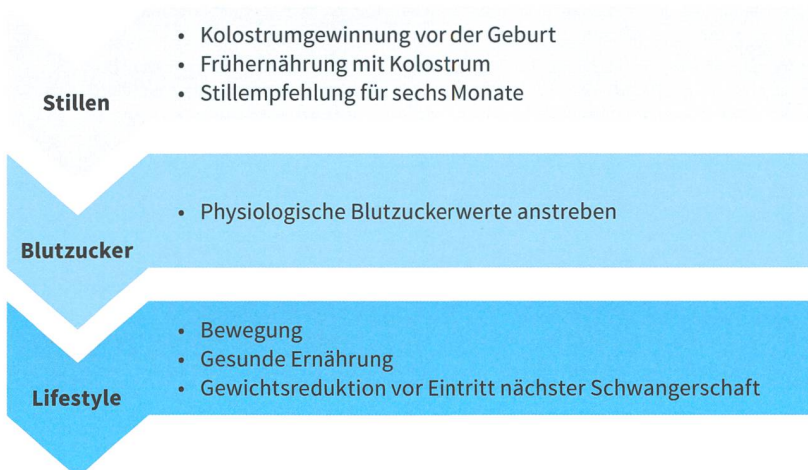 Stillen
• Kolostrumgewinnung vor der Geburt
• Frühernährung mit Kolostrum
• Stillempfehlung für sechs Monate
Blutzucker
• Physiologische Blutzuckerwerte anstreben
Lifestyle
• Bewegung
• Gesunde Ernährung
• Gewichtsreduktion vor Eintritt nächster Schwangerschaft